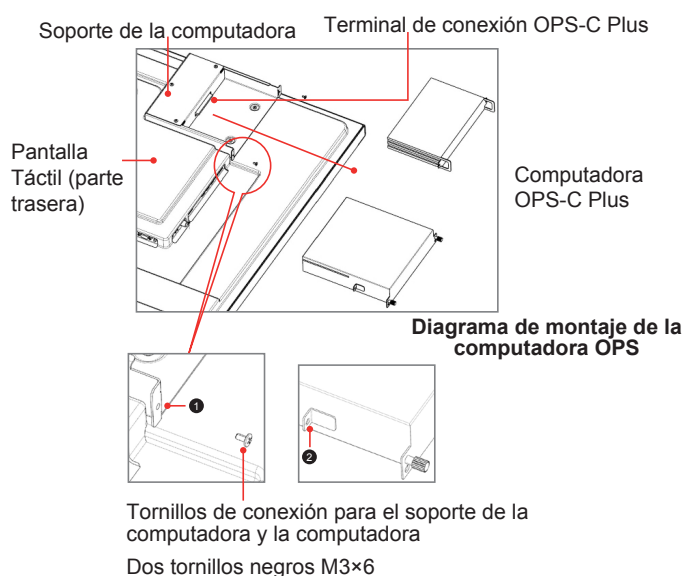 Soporte de la computadora
Terminal de conexión OPS-C Plus
Pantalla
Táctil (parte
trasera)
Computadora
OPS-C Plus
Diagrama de montaje de la
computadora OPS
1
2
Tornillos de conexión para el soporte de la
computadora y la computadora
Dos tornillos negros M3×6